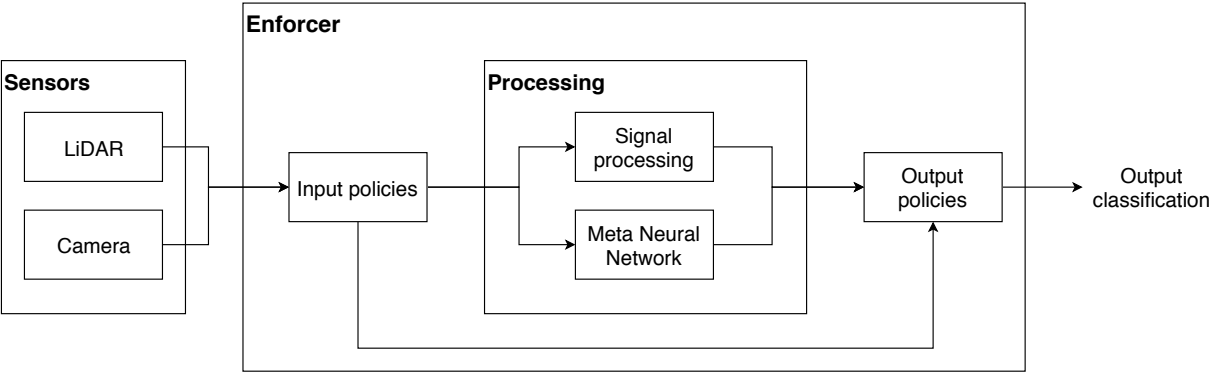 Enforcer
Sensors
LiDAR
Camera
Input policies
Processing
Signal
processing
Meta Neural
Network
Output
policies
Output
classification